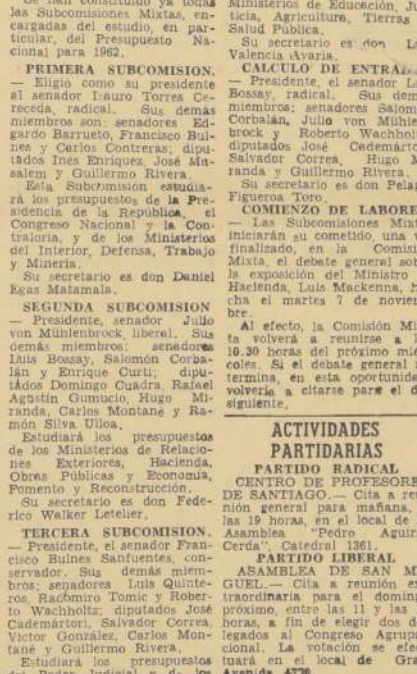 Se han constituído ya todas
las Subcomisiones Mixtas, en-
cargadas del estudio, en par-
ticular, del Presupuesto Na-
cional para 1962.
PRIMERA SUBCOMISION.
— Eligió como su presidente
al senador Isauro Torres Ce-
receda, radical. Sus demás
miembros son: senadores Ed-
gardo Barrueto, Francisco Bul-
nes y Carlos Contreras; dipu-
tados Inés Enríquez, José Mu-
salem y Guillermo Rivera.
Esta Subcomisión estudia-
rá los presupuestos de la Pre-
sidencia de la República, el
Congreso Nacional y la Con-
traloría, y de los Ministerios
del Interior, Defensa, Trabajo
y Minería.
Su secretario es don Daniel
Egas Matamala.
SEGUNDA SUBCOMISION
— Presidente, senador Julio
von Mühlenbrock, liberal. Sus
demás miembros: senadores
Luis Bossay, Salomón Corba-
lán y Enrique Curti; dipu-
tados Domingo Cuadra, Rafael
Agustín Gumucio, Hugo Mi-
randa, Carlos Montané y Ra-
món Silva Ulloa.
Estudiará los presupuestos
de los Ministerios de Relacio-
nes Exteriores, Hacienda,
Obras Públicas y Economía,
Fomento y Reconstrucción.
Su secretario es don Fede-
rico Walker Letelier.
TERCERA SUBCOMISION.
— Presidente, el senador Fran-
cisco Bulnes Sanfuentes, con-
servador. Sus demás miem-
bros; senadores Luis Quinte-
ros, Radomiro Tomic y Rober-
to Wachholtz; diputados José
Cademártori, Salvador Correa,
Víctor González, Carlos Mon-
tané y Guillermo Rivera.
Estudiará los presupuestos
del Poder Judicial y de los
Ministerios de Educación, Ju
ticia, Agricultura, Tierras
Salud Pública.
Su secretario es don L
Valencia Avaria.
CALCULO DE ENTRAD
— Presidente, el senador L
Bossay, radical. Sus dem
miembros; senadores Salom
Corbalán, Julio von Mühle
brock y Roberto Wachhol
diputados José Cademárto
Salvador Correa, Hugo M
randa y Guillermo Rivera.
Su secretario es don Pela
Figueroa Toro.
COMIENZO DE LABORE
— Las Subcomisiones Mixt
iniciarán su cometido, una v
finalizado, en la Comisi
Mixta, el debate general sob
la exposición del Ministro
Hacienda, Luis Mackenna, h
cha el martes 7 de noviem
bre.
Al efecto, la Comisión Mi
ta volverá a reunirse a l
10.30 horas del próximo mié
coles. Si el debate general
termina, en esta oportunida
volvería a citarse para el d
siguiente.
ACTIVIDADES
PARTIDARIAS
PARTIDO RADICAL
CENTRO DE PROFESORE
DE SANTIAGO.— Cita a reu
nión general para mañana,
las 19 horas, en el local de
Asamblea "Pedro Aguir
Cerda", Catedral 1361.
PARTIDO LIBERAL
ASAMBLEA DE SAN M
GUEL.— Cita a reunión ex
traordinaria para el doming
próximo, entre las 11 y las
horas, a fin de elegir dos d
legados al Congreso Agrupa
cional. La votación se efec
tuará en el local de Gra
Avenida